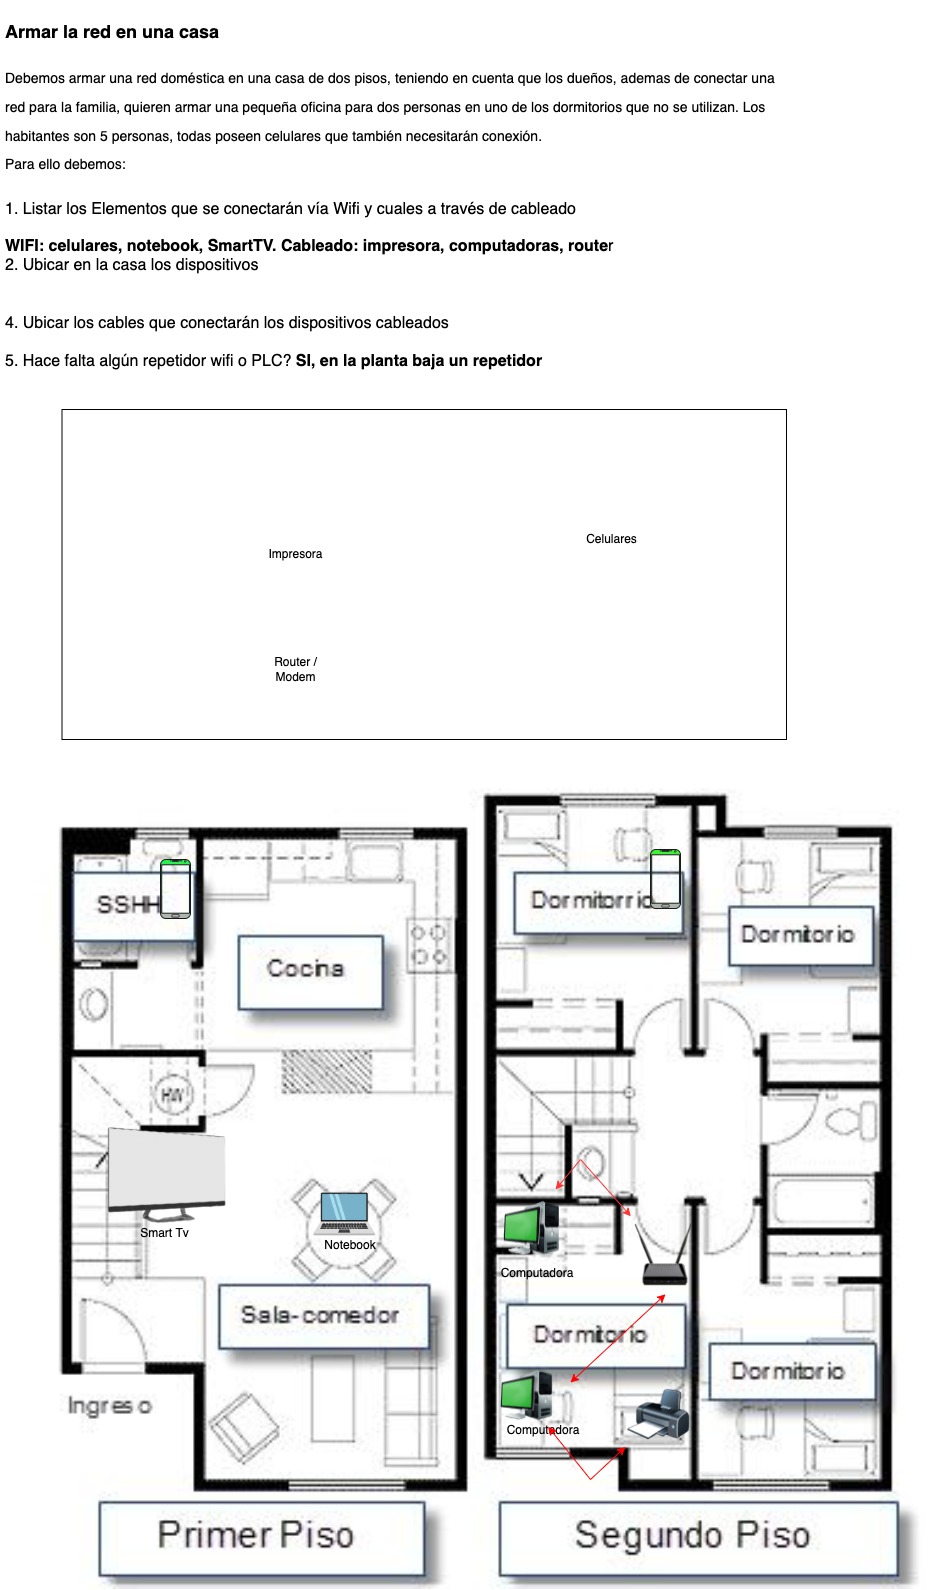 Armar la red en una casa
Debemos armar una red doméstica en una casa de dos pisos, teniendo en cuenta que los dueños, ademas de conectar una
red para la familia, quieren armar una pequeña oficina para dos personas en uno de los dormitorios que no se utilizan. Los
habitantes son 5 personas, todas poseen celulares que también necesitarán conexión.
Para ello debemos:
1. Listar los Elementos que se conectarán vía Wifi y cuales a través de cableado
WIFI: celulares, notebook, SmartTV. Cableado: impresora, computadoras, router
2. Ubicar en la casa los dispositivos
4. Ubicar los cables que conectarán los dispositivos cableados
5. Hace falta algún repetidor wifi o PLC? SI, en la planta baja un repetidor
Celulares
Impresora
Router /
Modem
SSHH
Cocina
HW
Smart Tv
Notebook
Sala-comedor
Ingreso
Primer Piso
Dormitorrio
Dormitorio
Computadora
Dormitorio
Dormitorio
Computadora
Segundo Piso